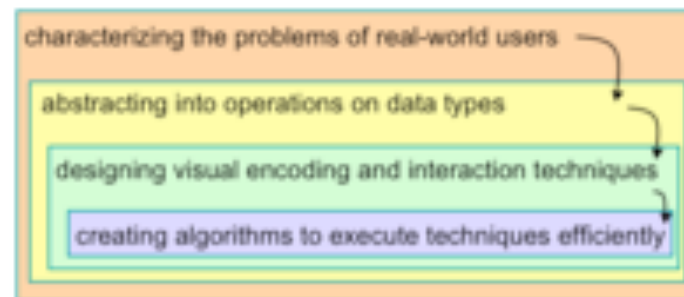 characterizing the problems of real-world users
abstracting into operations on data types
designing visual encoding and interaction techniques
creating algorithms to execute techniques efficiently